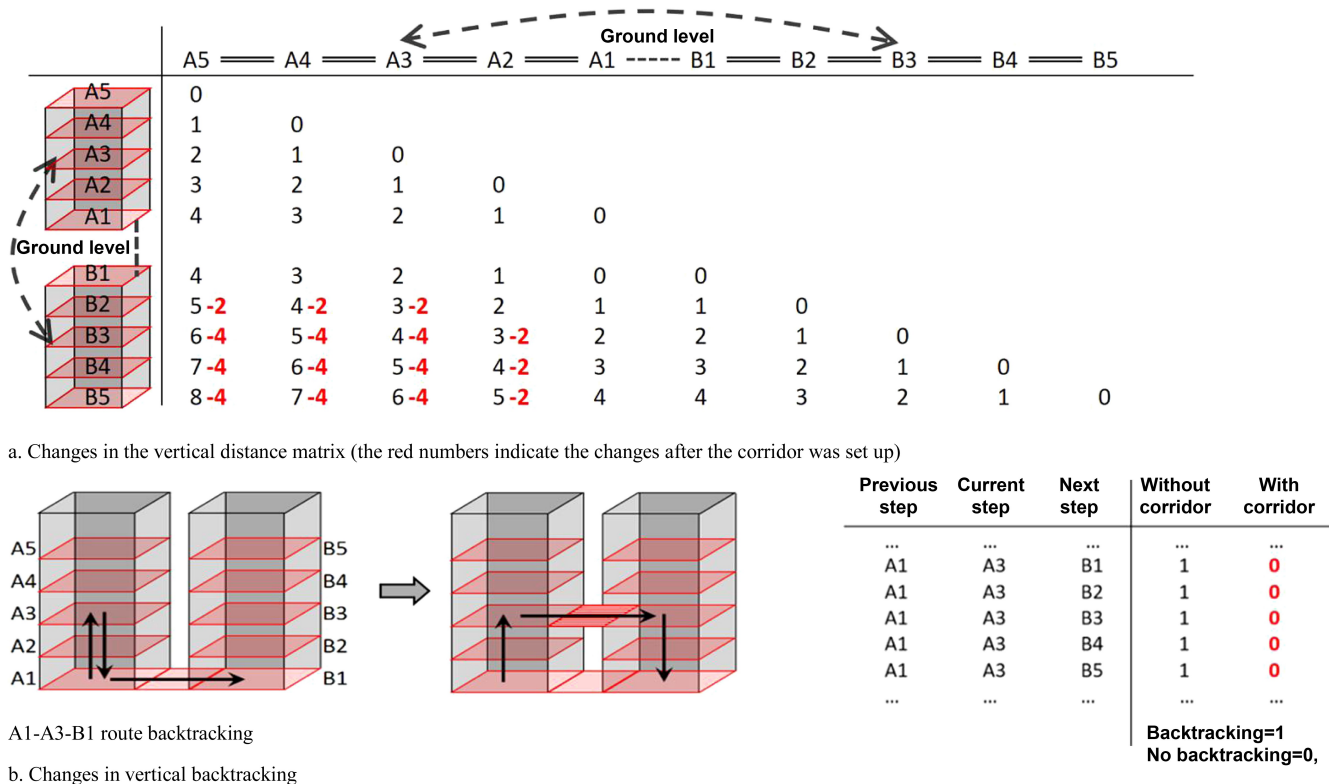 Ground level
A5 A4 A3 A2 A1 B1 B2 B3 B4 B5
A5 0
A4 1 0
A3 2 1 0
A2 3 2 1 0
A1 4 3 2 1 0
Ground level
B1 4 3 2 1 0 0
B2 5 -2 4 -2 3 -2 2 1 1 0
B3 6 -4 5 -4 4 -4 3 -2 2 2 1 0
B4 7 -4 6 -4 5 -4 4 -2 3 3 2 1 0
B5 8 -4 7 -4 6 -4 5 -2 4 4 3 2 1 0
a. Changes in the vertical distance matrix (the red numbers indicate the changes after the corridor was set up)
A5 B5
A4 B4
A3 B3
A2 B2
A1 B1
Previous step Current step Next step Without corridor With corridor
... ... ... ... ...
A1 A3 B1 1 0
A1 A3 B2 1 0
A1 A3 B3 1 0
A1 A3 B4 1 0
A1 A3 B5 1 0
... ... ... ... ...
Backtracking=1
No backtracking=0,
A1-A3-B1 route backtracking
b. Changes in vertical backtracking